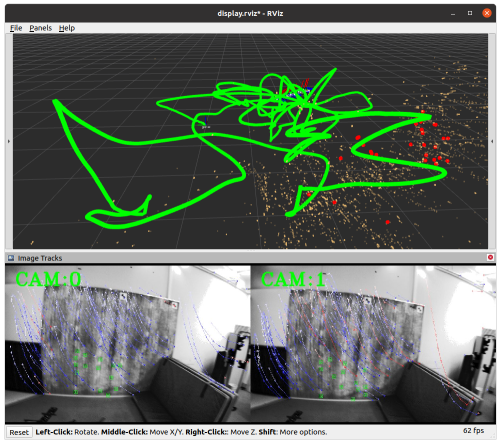 display.rviz* - RViz
File Panels Help
Image Tracks
CAM:0
CAM:1
Reset Left-Click: Rotate. Middle-Click: Move X/Y. Right-Click:: Move Z. Shift: More options.
62 fps